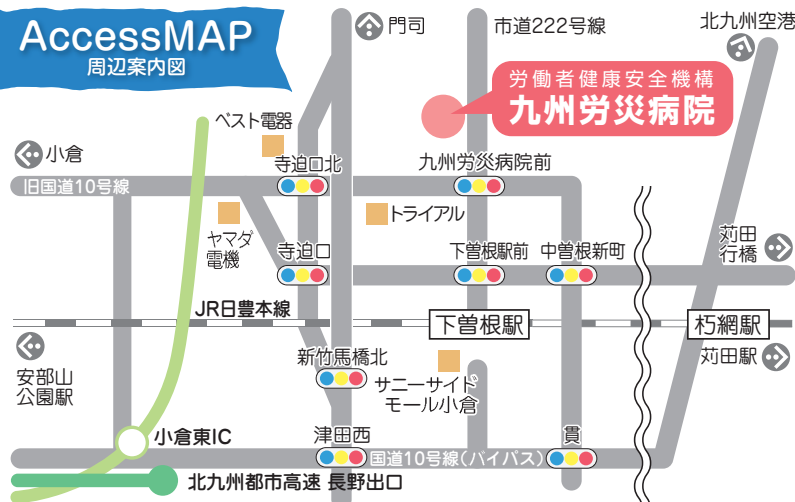 AccessMAP
周辺案内図
門司
市道222号線
北九州空港
労働者健康安全機構
九州労災病院
ベスト電器
小倉
寺迫口北
九州労災病院前
旧国道10号線
トライアル
ヤマダ
電機
寺迫口
下曽根駅前
中曽根新町
苅田
行橋
JR日豊本線
下曽根駅
朽網駅
安部山
公園駅
新竹馬橋北
サニーサイド
モール小倉
苅田駅
小倉東IC
津田西
貫
国道10号線(バイパス)
北九州都市高速 長野出口